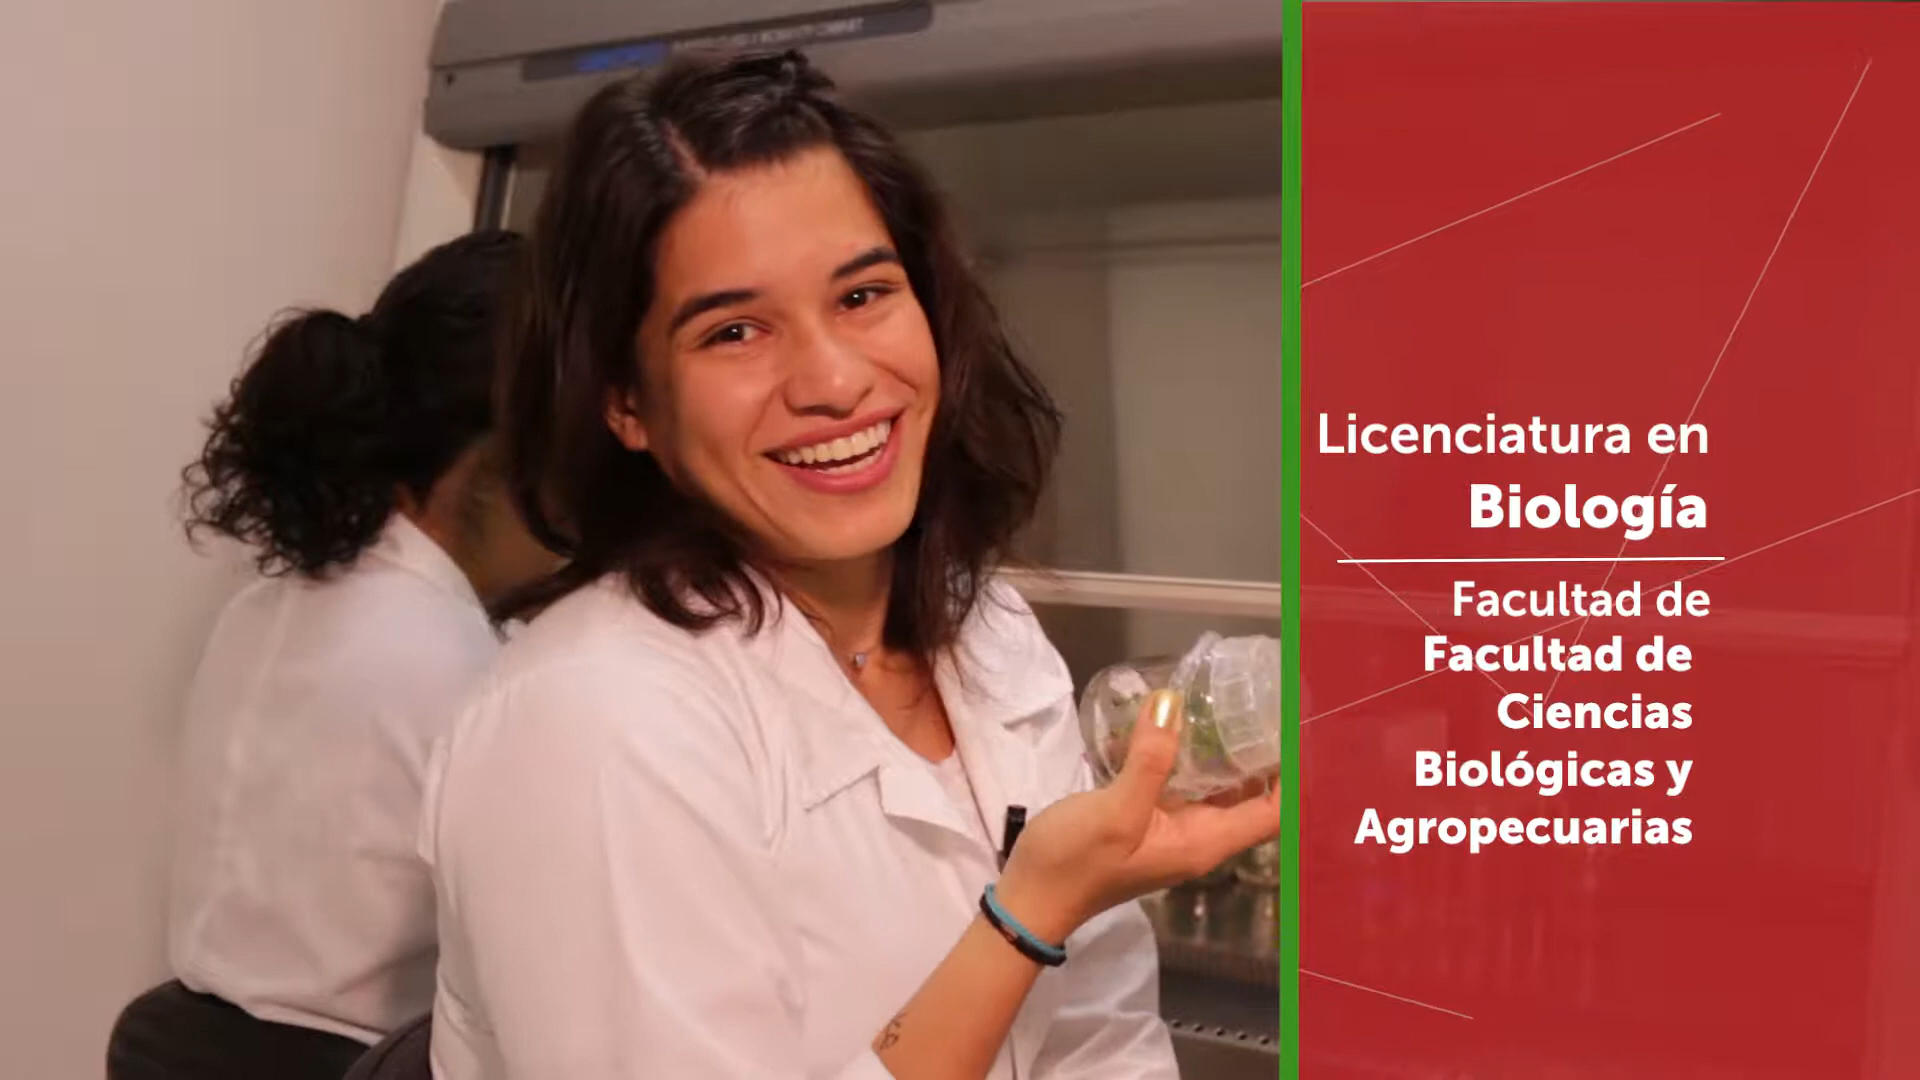 Licenciatura en
Biología
Facultad de
Facultad de
Ciencias
Biológicas y
Agropecuarias